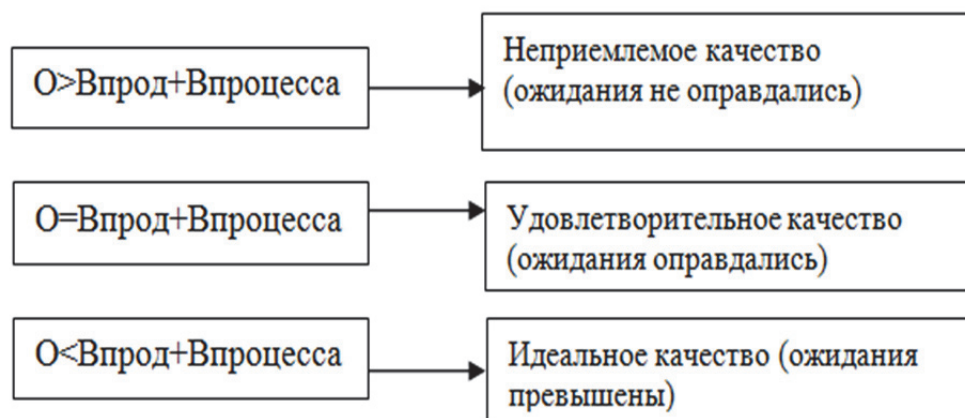 О>Впрод+Впроцесса
Неприемлемое качество
(ожидания не оправдались)
О=Впрод+Впроцесса
Удовлетворительное качество
(ожидания оправдались)
О<Впрод+Впроцесса
Идеальное качество (ожидания
превышены)